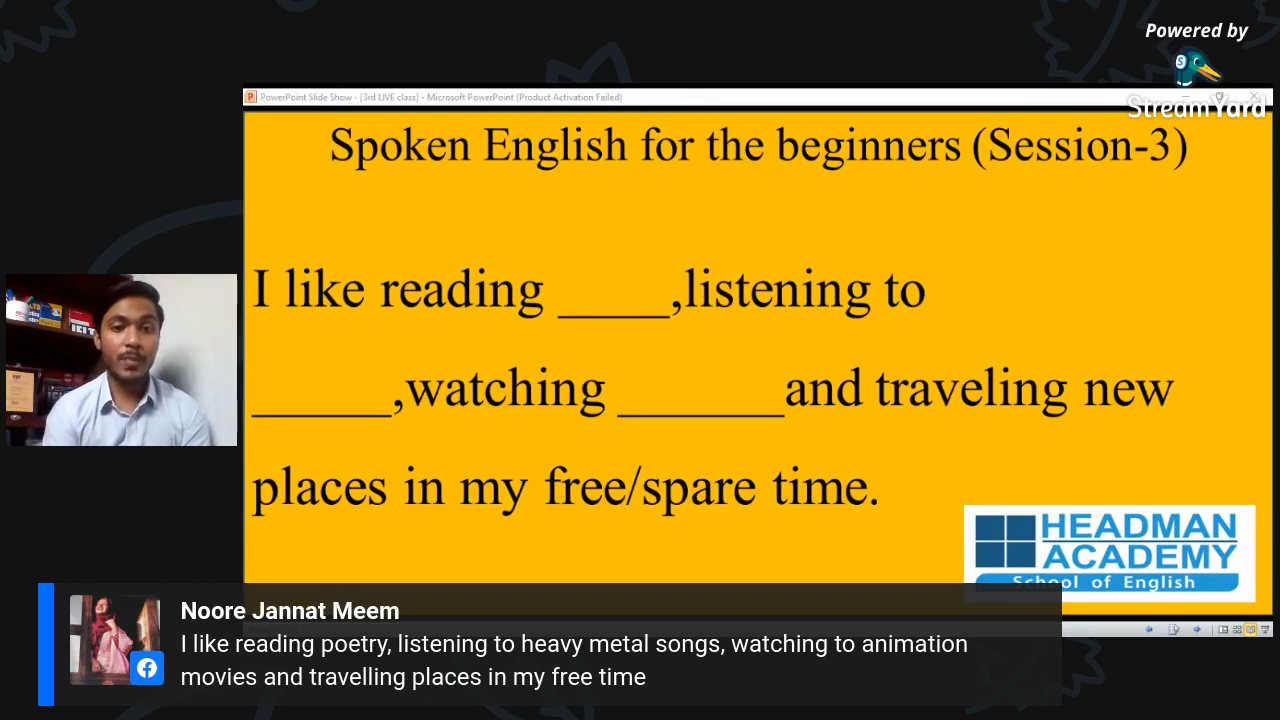 Powered by
StreamYard
PowerPoint Slide Show - [3rd LIVE class] - Microsoft PowerPoint (Product Activation Failed)
Spoken English for the beginners (Session-3)
I like reading ____,listening to
_____,watching ______and traveling new
places in my free/spare time.
HEADMAN
ACADEMY
School of English
Noore Jannat Meem
I like reading poetry, listening to heavy metal songs, watching to animation
movies and travelling places in my free time